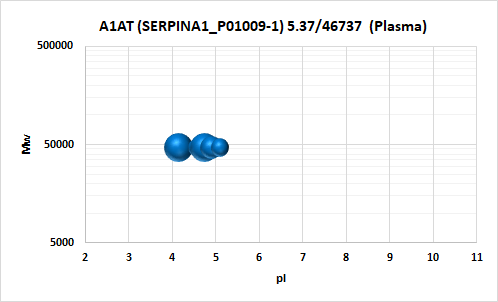 A1AT (SERPINA1_P01009-1) 5.37/46737  (Plasma)
500000
50000
5000
Mw
2 3 4 5 6 7 8 9 10 11
pI